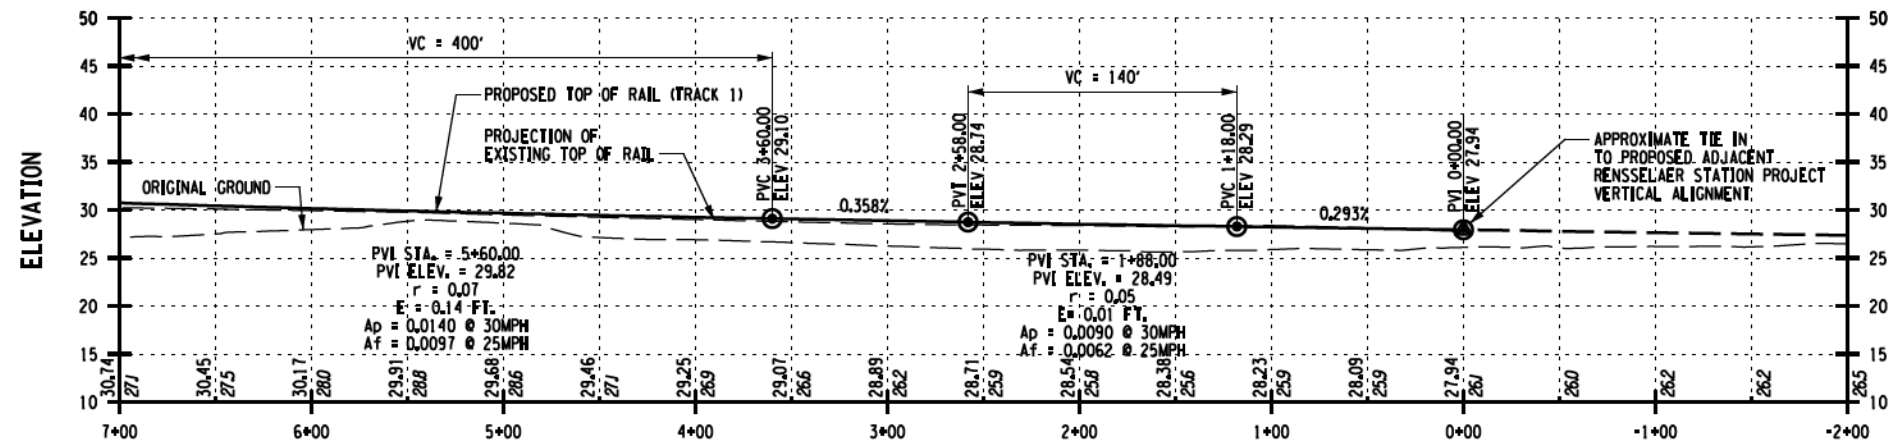 50
45
40
35
30
25
20
15
10
ELEVATION
VC = 400'
PROPOSED TOP OF RAIL (TRACK 1)
PROJECTION OF
EXISTING TOP OF RAIL
ORIGINAL GROUND
PVC 3+60.00
ELEV 29.10
0.358%
VC = 140'
PVT 2+58.00
ELEV 28.74
PVC 1+18.00
ELEV 28.29
0.293%
PVI 0+00.00
ELEV 27.94
APPROXIMATE TIE IN
TO PROPOSED ADJACENT
RENSSELAER STATION PROJECT
VERTICAL ALIGNMENT
PVI STA. = 5+60.00
PVI ELEV. = 29.82
r = 0.07
E = 0.14 FT.
Ap = 0.0140 @ 30MPH
Af = 0.0097 @ 25MPH
PVI STA. = 1+88.00
PVI ELEV. = 28.49
r = 0.05
E= 0.01 FT.
Ap = 0.0090 @ 30MPH
Af = 0.0062 @ 25MPH
30.74
27.1
30.45
27.5
30.17
28.0
29.91
28.8
29.68
28.6
29.46
27.1
29.25
26.9
29.07
26.6
28.89
26.2
28.71
25.9
28.54
25.8
28.38
25.6
28.23
25.9
28.09
25.9
27.94
26.1
26.0
26.2
26.2
26.5
50
45
40
35
30
25
20
15
10
7+00
6+00
5+00
4+00
3+00
2+00
1+00
0+00
-1+00
-2+00